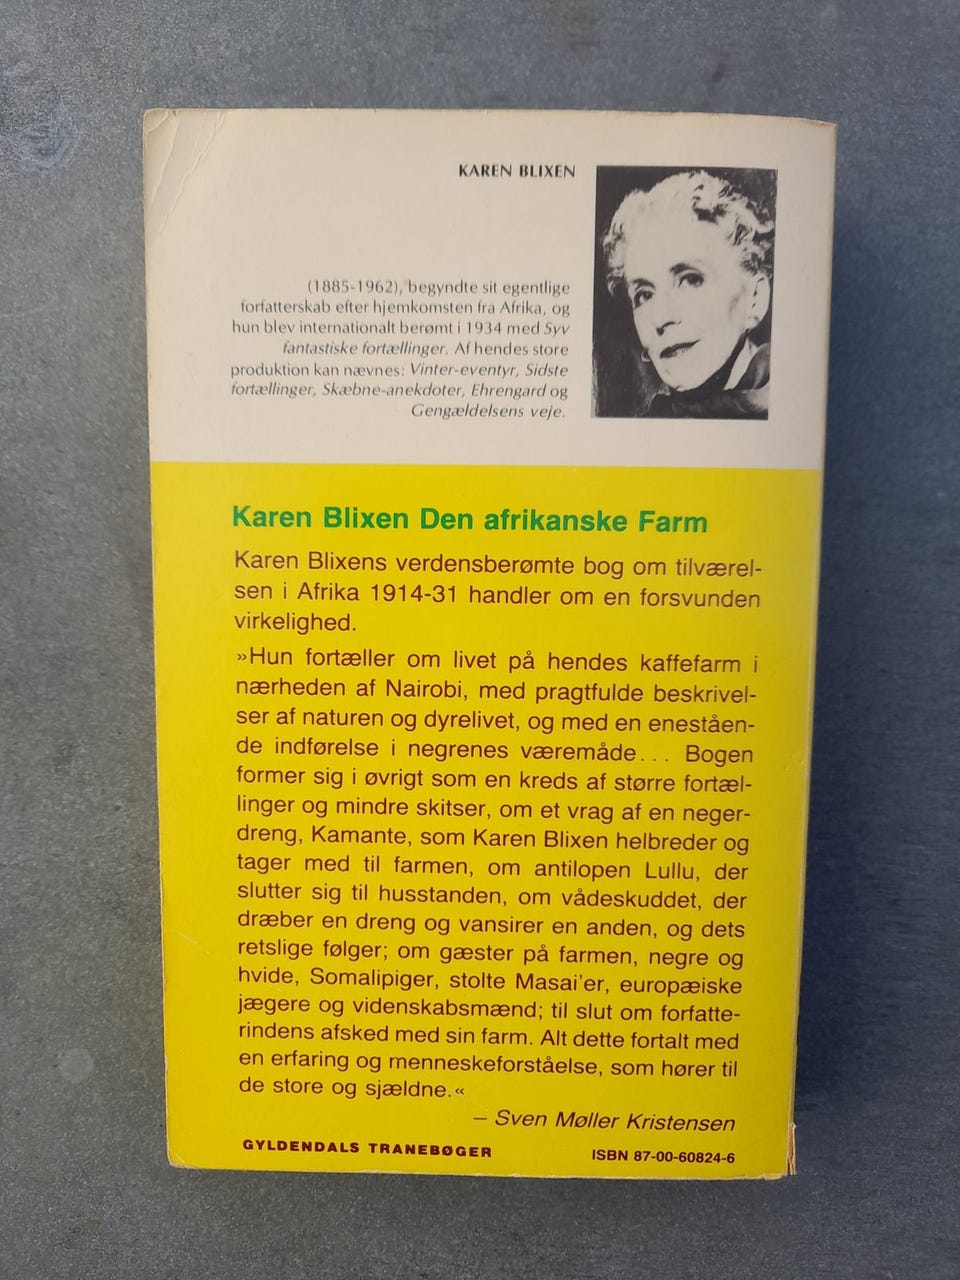 KAREN BLIXEN
(1885-1962), begyndte sit egentlige
forfatterskab efter hjemkomsten fra Afrika, og
hun blev internationalt berømt i 1934 med Syv
fantastiske fortællinger. Af hendes store
produktion kan nævnes: Vinter-eventyr, Sidste
fortællinger, Skæbne-anekdoter, Ehrengard og
Gengældelsens veje.
Karen Blixen Den afrikanske Farm
Karen Blixens verdensberømte bog om tilværel-
sen i Afrika 1914-31 handler om en forsvunden
virkelighed.
»Hun fortæller om livet på hendes kaffefarm i
nærheden af Nairobi, med pragtfulde beskrivel-
ser af naturen og dyrelivet, og med en eneståen-
de indførelse i negrenes væremåde... Bogen
former sig i øvrigt som en kreds af større fortæl-
linger og mindre skitser, om et vrag af en neger-
dreng, Kamante, som Karen Blixen helbreder og
tager med til farmen, om antilopen Lullu, der
slutter sig til husstanden, om vådeskuddet, der
dræber en dreng og vansirer en anden, og dets
retslige følger; om gæster på farmen, negre og
hvide, Somalipiger, stolte Masai'er, europæiske
jægere og videnskabsmænd; til slut om forfatte-
rindens afsked med sin farm. Alt dette fortalt med
en erfaring og menneskeforståelse, som hører til
de store og sjældne.«
– Sven Møller Kristensen
GYLDENDALS TRANEBØGER
ISBN 87-00-60824-6